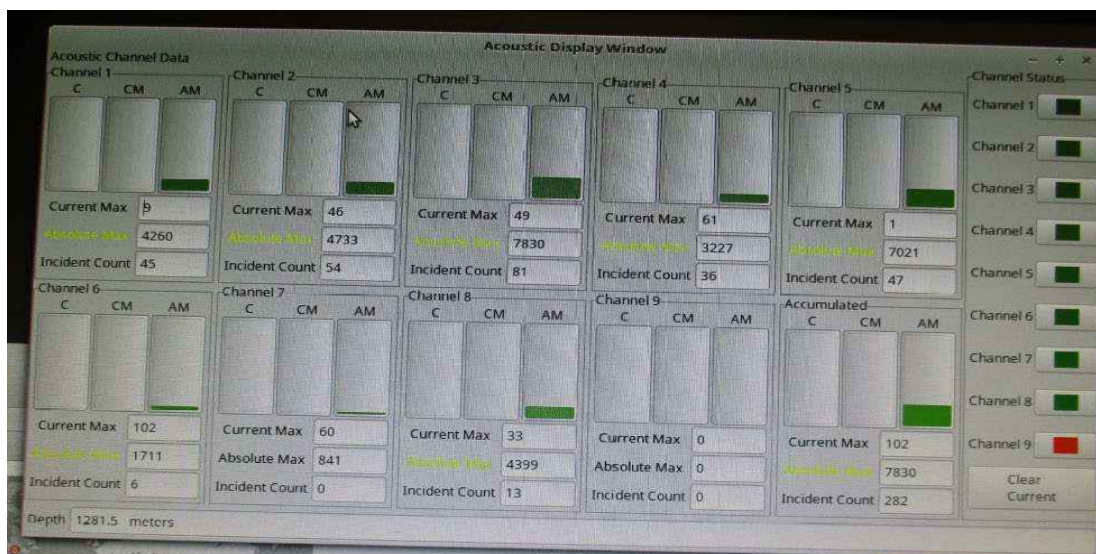 Acoustic Display Window
Acoustic Channel Data
Channel 1
C CM AM
Current Max 9
Absolute Max 4260
Incident Count 45
Channel 2
C CM AM
Current Max 46
Absolute Max 4733
Incident Count 54
Channel 3
C CM AM
Current Max 49
Absolute Max 7830
Incident Count 81
Channel 4
C CM AM
Current Max 61
Absolute Max 3227
Incident Count 36
Channel 5
C CM AM
Current Max 1
Absolute Max 7021
Incident Count 47
Channel 6
C CM AM
Current Max 102
Absolute Max 1711
Incident Count 6
Channel 7
C CM AM
Current Max 60
Absolute Max 841
Incident Count 0
Channel 8
C CM AM
Current Max 33
Absolute Max 4399
Incident Count 13
Channel 9
C CM AM
Current Max 0
Absolute Max 0
Incident Count 0
Accumulated
C CM AM
Current Max 102
Absolute Max 7830
Incident Count 282
Channel Status
Channel 1
Channel 2
Channel 3
Channel 4
Channel 5
Channel 6
Channel 7
Channel 8
Channel 9
Clear
Current
Depth 1281.5 meters